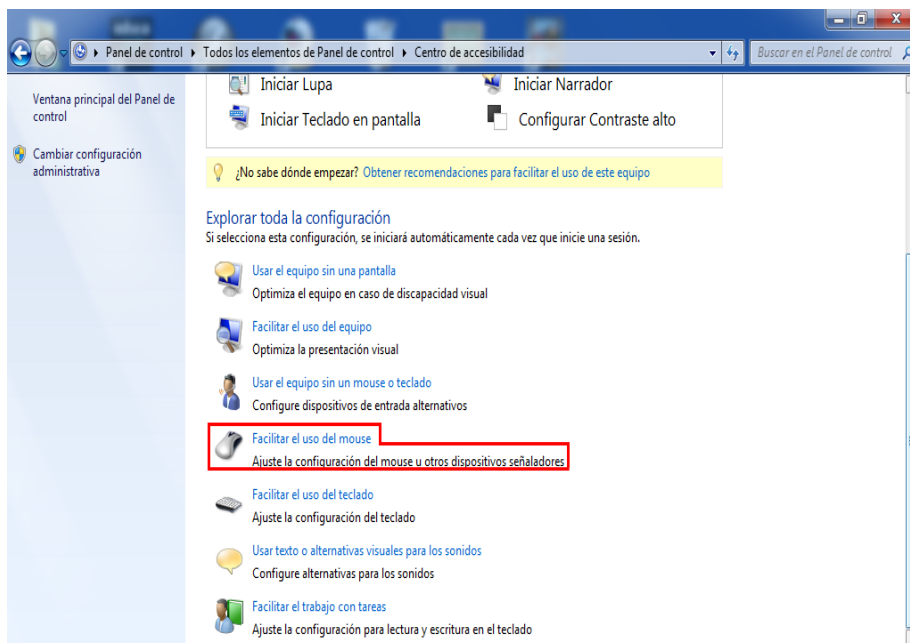 Panel de control ▸ Todos los elementos de Panel de control ▸ Centro de accesibilidad
Buscar en el Panel de control
Ventana principal del Panel de control
Cambiar configuración administrativa
Iniciar Lupa
Iniciar Narrador
Iniciar Teclado en pantalla
Configurar Contraste alto
¿No sabe dónde empezar? Obtener recomendaciones para facilitar el uso de este equipo
Explorar toda la configuración
Si selecciona esta configuración, se iniciará automáticamente cada vez que inicie una sesión.
Usar el equipo sin una pantalla
Optimiza el equipo en caso de discapacidad visual
Facilitar el uso del equipo
Optimiza la presentación visual
Usar el equipo sin un mouse o teclado
Configure dispositivos de entrada alternativos
Facilitar el uso del mouse
Ajuste la configuración del mouse u otros dispositivos señaladores
Facilitar el uso del teclado
Ajuste la configuración del teclado
Usar texto o alternativas visuales para los sonidos
Configure alternativas para los sonidos
Facilitar el trabajo con tareas
Ajuste la configuración para lectura y escritura en el teclado